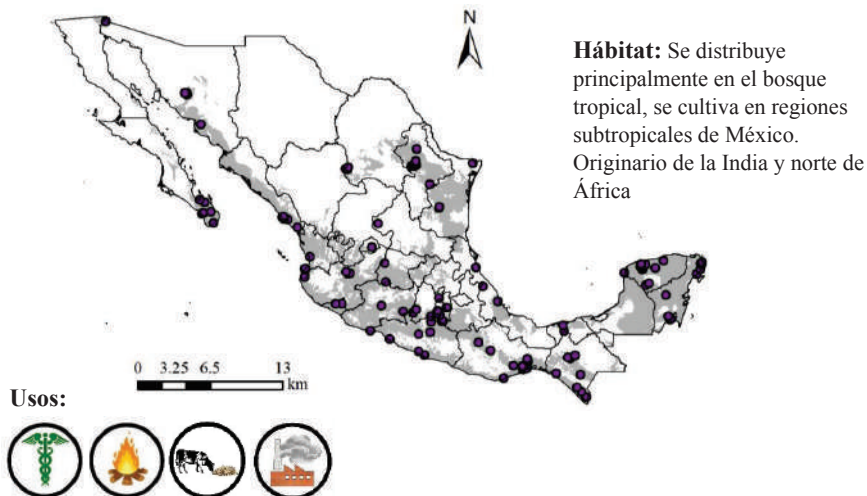 N
Hábitat: Se distribuye
principalmente en el bosque
tropical, se cultiva en regiones
subtropicales de México.
Originario de la India y norte de
África
0 3.25 6.5 13
km
Usos: